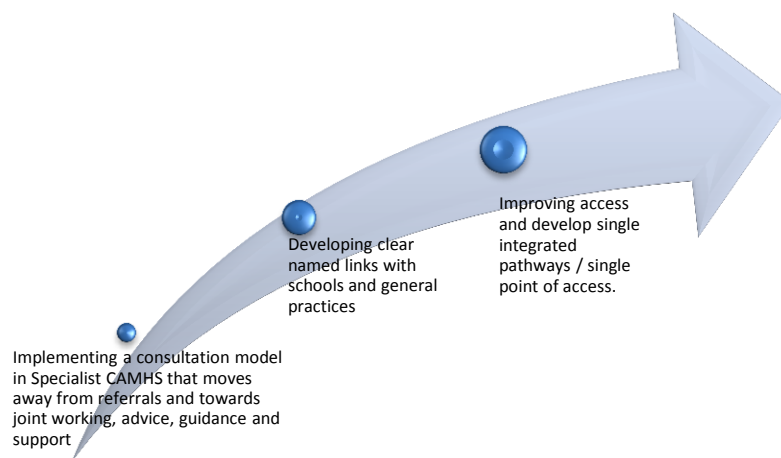 Implementing a consultation model
in Specialist CAMHS that moves
away from referrals and towards
joint working, advice, guidance and
support
Developing clear
named links with
schools and general
practices
Improving access
and develop single
integrated
pathways / single
point of access.